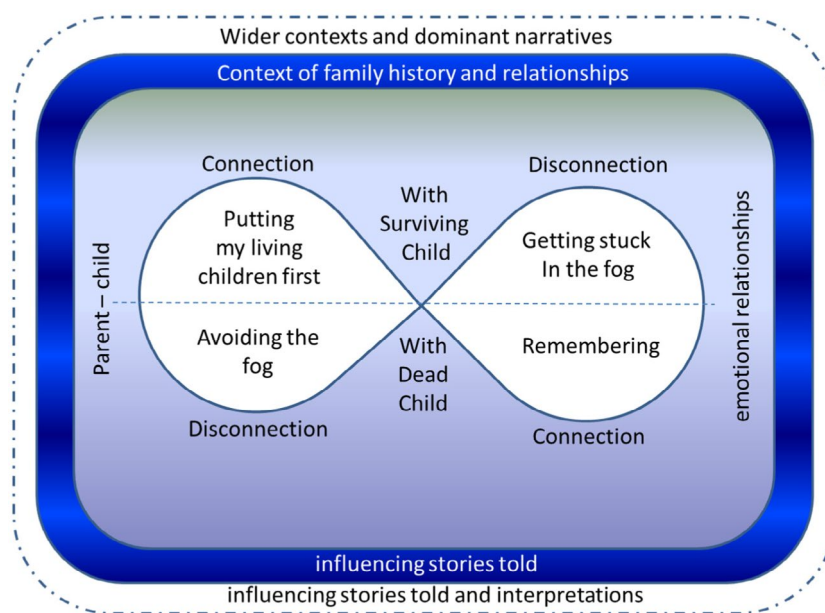 Wider contexts and dominant narratives
Context of family history and relationships
Connection
Disconnection
With
Surviving
Child
Putting
my living
children first
Getting stuck
In the fog
Parent – child
emotional relationships
Avoiding the
fog
With
Dead
Child
Remembering
Disconnection
Connection
influencing stories told
influencing stories told and interpretations